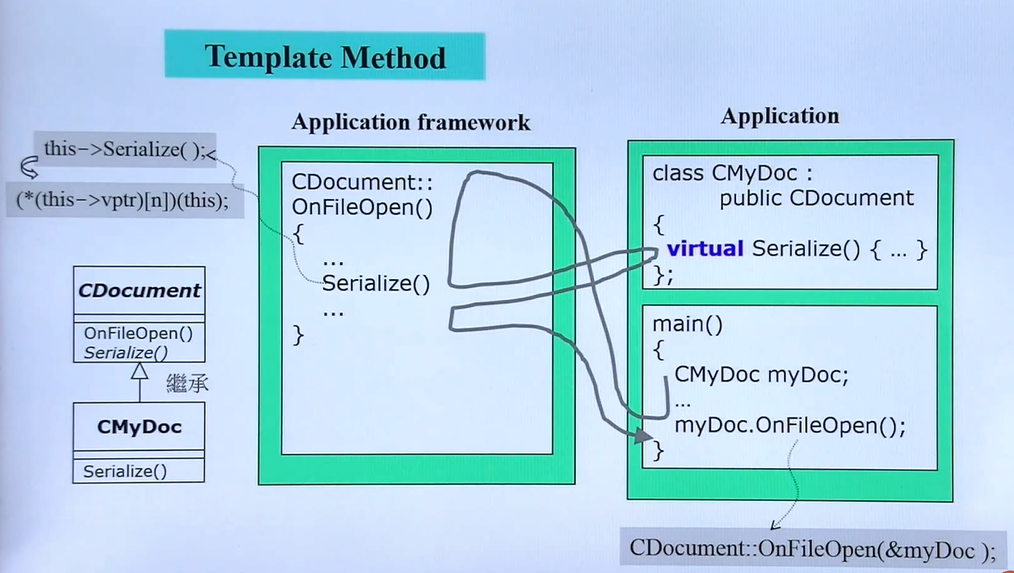 Template Method
Application framework
Application
this->Serialize( );
(*(this->vptr)[n])(this);
CDocument::
OnFileOpen()
{
...
Serialize()
...
}
class CMyDoc :
public CDocument
{
virtual Serialize() { ... }
};
main()
{
CMyDoc myDoc;
...
myDoc.OnFileOpen();
}
CDocument
OnFileOpen()
Serialize()
繼承
CMyDoc
Serialize()
CDocument::OnFileOpen(&myDoc );